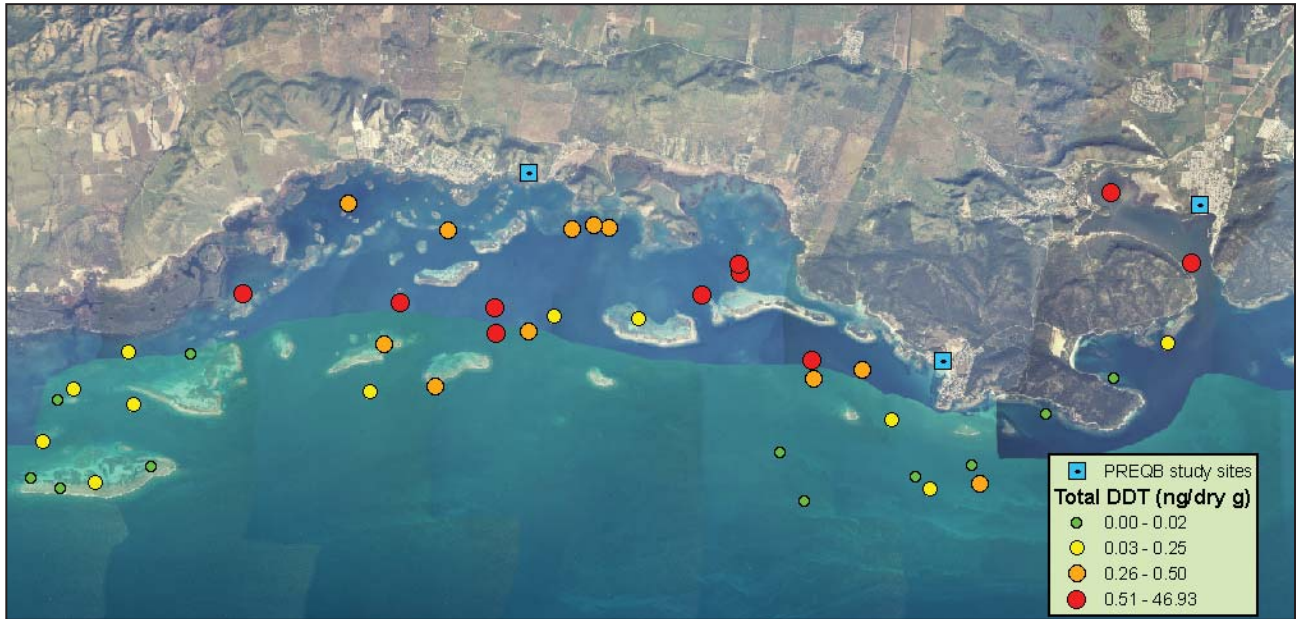 PREQB study sites
Total DDT (ng/dry g)
0.00 - 0.02
0.03 - 0.25
0.26 - 0.50
0.51 - 46.93